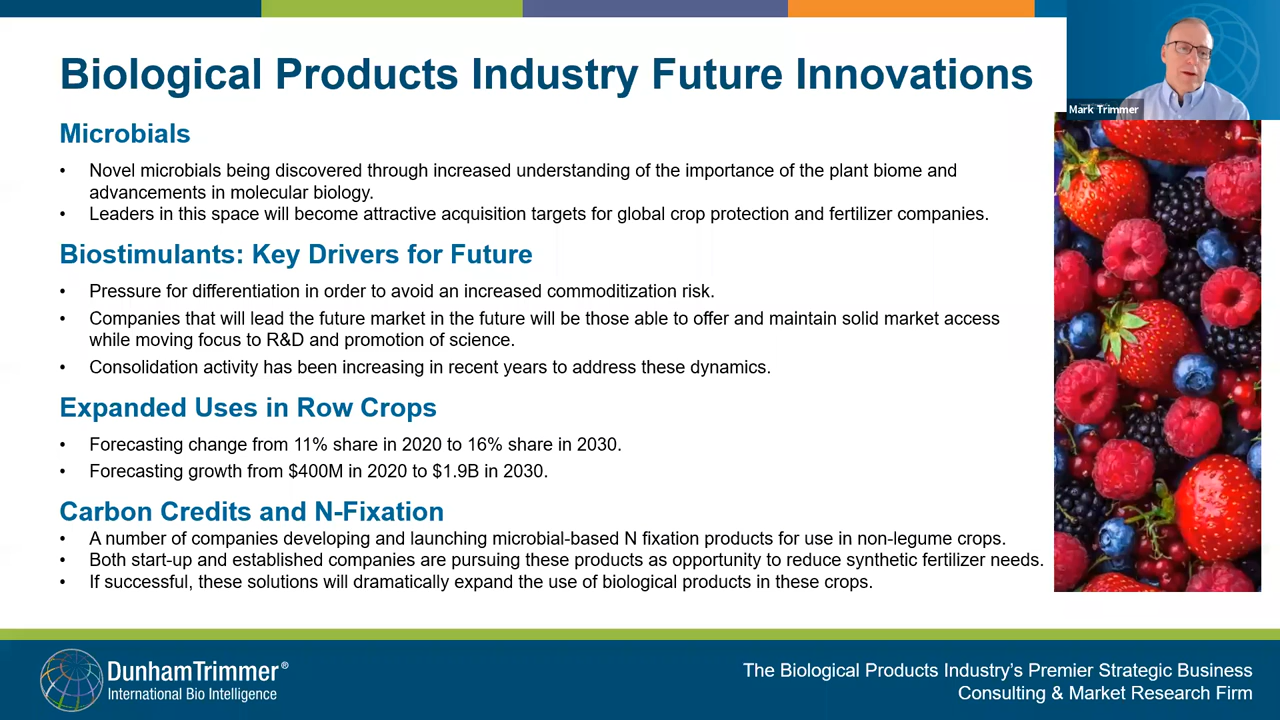 Biological Products Industry Future Innovations
Mark Trimmer
Microbials
• Novel microbials being discovered through increased understanding of the importance of the plant biome and
advancements in molecular biology.
• Leaders in this space will become attractive acquisition targets for global crop protection and fertilizer companies.
Biostimulants: Key Drivers for Future
• Pressure for differentiation in order to avoid an increased commoditization risk.
• Companies that will lead the future market in the future will be those able to offer and maintain solid market access
while moving focus to R&D and promotion of science.
• Consolidation activity has been increasing in recent years to address these dynamics.
Expanded Uses in Row Crops
• Forecasting change from 11% share in 2020 to 16% share in 2030.
• Forecasting growth from $400M in 2020 to $1.9B in 2030.
Carbon Credits and N-Fixation
• A number of companies developing and launching microbial-based N fixation products for use in non-legume crops.
• Both start-up and established companies are pursuing these products as opportunity to reduce synthetic fertilizer needs.
• If successful, these solutions will dramatically expand the use of biological products in these crops.
DunhamTrimmer®
International Bio Intelligence
The Biological Products Industry's Premier Strategic Business
Consulting & Market Research Firm